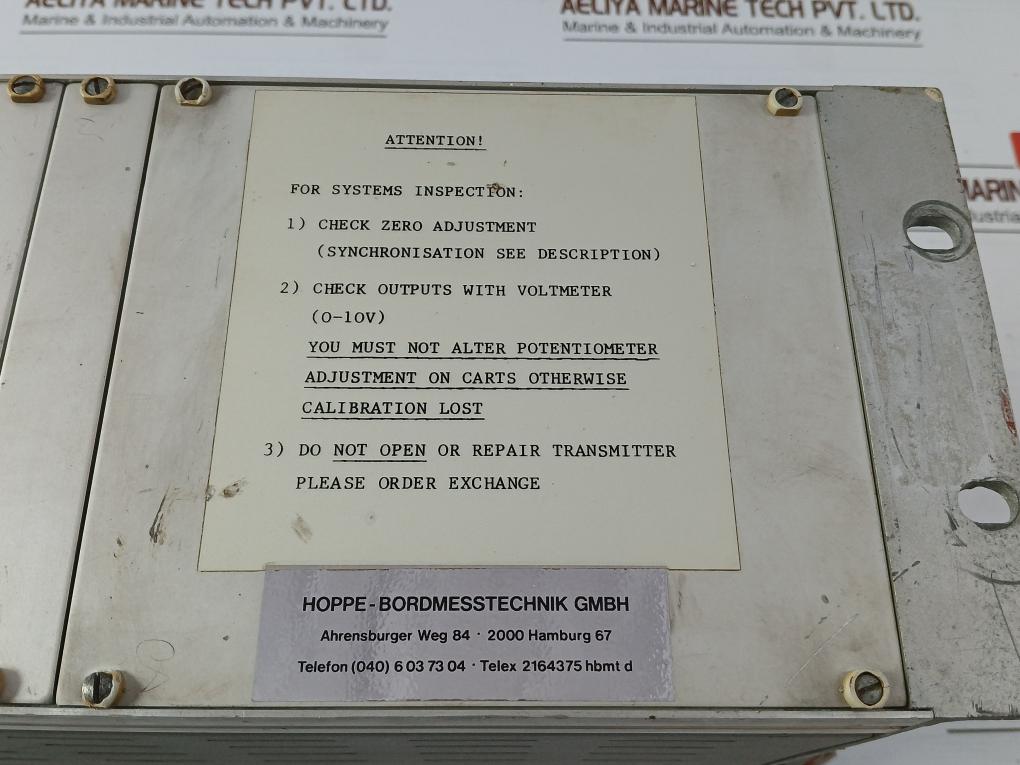 AELIYA MARINE TECH PVT. LTD.
Marine & Industrial Automation & Machinery
AELIYA MARINE TECH PVT. LTD.
Marine & Industrial Automation & Machinery
ATTENTION!
FOR SYSTEMS INSPECTION:
1) CHECK ZERO ADJUSTMENT
(SYNCHRONISATION SEE DESCRIPTION)
2) CHECK OUTPUTS WITH VOLTMETER
(0-10V)
YOU MUST NOT ALTER POTENTIOMETER
ADJUSTMENT ON CARTS OTHERWISE
CALIBRATION LOST
3) DO NOT OPEN OR REPAIR TRANSMITTER
PLEASE ORDER EXCHANGE
HOPPE-BORDMESSTECHNIK GMBH
Ahrensburger Weg 84 · 2000 Hamburg 67
Telefon (040) 6 03 73 04 · Telex 2164375 hbmt d